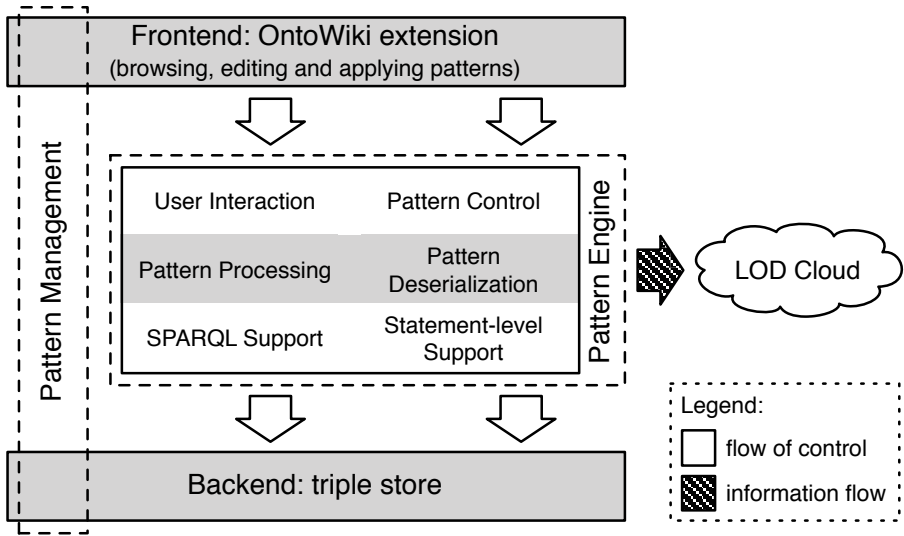 Frontend: OntoWiki extension
(browsing, editing and applying patterns)
Pattern Management
User Interaction
Pattern Control
Pattern Processing
Pattern
Deserialization
SPARQL Support
Statement-level
Support
Pattern Engine
LOD Cloud
Backend: triple store
Legend:
flow of control
information flow